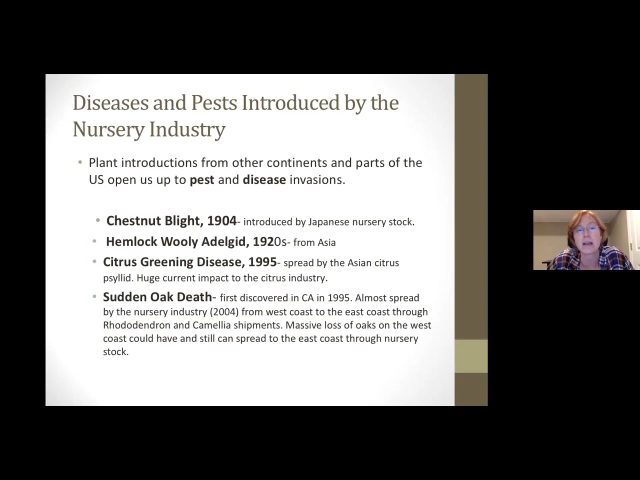 Diseases and Pests Introduced by the
Nursery Industry
• Plant introductions from other continents and parts of the
US open us up to pest and disease invasions.
• Chestnut Blight, 1904- introduced by Japanese nursery stock.
• Hemlock Wooly Adelgid, 1920s- from Asia
• Citrus Greening Disease, 1995- spread by the Asian citrus
psyllid. Huge current impact to the citrus industry.
• Sudden Oak Death- first discovered in CA in 1995. Almost spread
by the nursery industry (2004) from west coast to the east coast through
Rhododendron and Camellia shipments. Massive loss of oaks on the west
coast could have and still can spread to the east coast through nursery
stock.